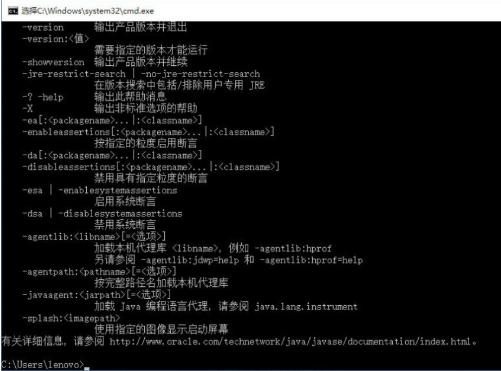 选择C:\Windows\system32\cmd.exe
-version 输出产品版本并退出
-version:<值>
需要指定的版本才能运行
-showversion 输出产品版本并继续
-jre-restrict-search | -no-jre-restrict-search
在版本搜索中包括/排除用户专用 JRE
-? -help 输出此帮助消息
-X 输出非标准选项的帮助
-ea[:<packagename>...|:<classname>]
-enableassertions[:<packagename>...|:<classname>]
按指定的粒度启用断言
-da[:<packagename>...|:<classname>]
-disableassertions[:<packagename>...|:<classname>]
禁用具有指定粒度的断言
-esa | -enablesystemassertions
启用系统断言
-dsa | -disablesystemassertions
禁用系统断言
-agentlib:<libname>[=<选项>]
加载本机代理库 <libname>, 例如 -agentlib:hprof
另请参阅 -agentlib:jdwp=help 和 -agentlib:hprof=help
-agentpath:<pathname>[=<选项>]
按完整路径名加载本机代理库
-javaagent:<jarpath>[=<选项>]
加载 Java 编程语言代理, 请参阅 java.lang.instrument
-splash:<imagepath>
使用指定的图像显示启动屏幕
有关详细信息, 请参阅 http://www.oracle.com/technetwork/java/javase/documentation/index.html。
C:\Users\lenovo>